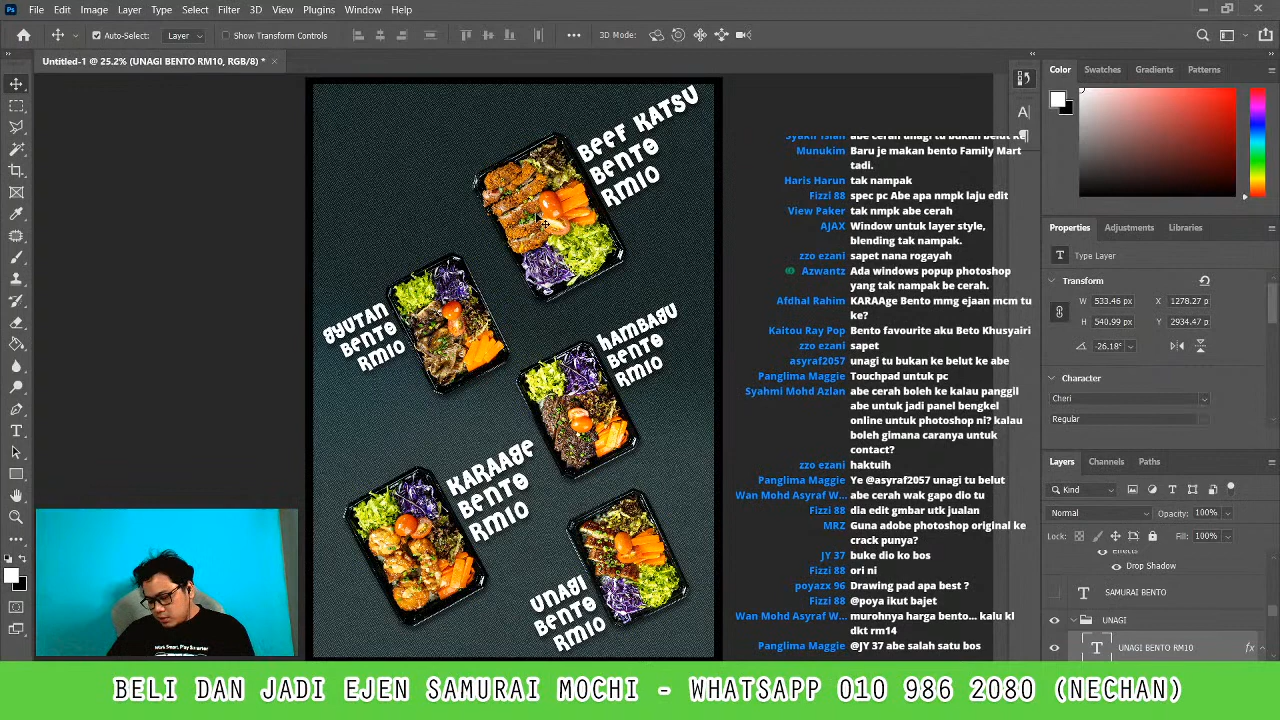 Ps File Edit Image Layer Type Select Filter 3D View Plugins Window Help
Auto-Select: Layer Show Transform Controls 3D Mode:
Untitled-1 @ 25.2% (UNAGI BENTO RM10, RGB/8) *
BEEF KATSU
BENTO
RM10
GYUTAN
BENTO
RM10
HAMBAGU
BENTO
RM10
KARAAGE
BENTO
RM10
UNAGI
BENTO
RM10
abe cerah unagi tu bukan belut ke
Munukim Baru je makan bento Family Mart
tadi.
Haris Harun tak nampak
Fizzi 88 spec pc Abe apa nmpk laju edit
View Paker tak nmpk abe cerah
AJAX Window untuk layer style,
blending tak nampak.
zzo ezani sapet nana rogayah
Azwantz Ada windows popup photoshop
yang tak nampak be cerah.
Afdhal Rahim KARAAge Bento mmg ejaan mcm tu
ke?
Kaitou Ray Pop Bento favourite aku Beto Khusyairi
zzo ezani sapet
asyraf2057 unagi tu bukan ke belut ke abe
Panglima Maggie Touchpad untuk pc
Syahmi Mohd Azlan abe cerah boleh ke kalau panggil
abe untuk jadi panel bengkel
online untuk photoshop ni? kalau
boleh gimana caranya untuk
contact?
zzo ezani haktuih
Panglima Maggie Ye @asyraf2057 unagi tu belut
Wan Mohd Asyraf W... abe cerah wak gapo dio tu
Fizzi 88 dia edit gmbar utk jualan
MRZ Guna adobe photoshop original ke
crack punya?
JY 37 buke dio ko bos
Fizzi 88 ori ni
poyazx 96 Drawing pad apa best ?
Fizzi 88 @poya ikut bajet
Wan Mohd Asyraf W... murohnya harga bento... kalu kl
dkt rm14
Panglima Maggie @JY 37 abe salah satu bos
Color Swatches Gradients Patterns
Properties Adjustments Libraries
Type Layer
Transform
W 533.46 px X 1278.27 p
H 540.99 px Y 2934.47 p
-26.18°
Character
Cheri
Regular
Layers Channels Paths
Kind
Normal Opacity: 100%
Lock: Fill: 100%
Effects
Drop Shadow
SAMURAI BENTO
UNAGI
UNAGI BENTO RM10 fx
BELI DAN JADI EJEN SAMURAI MOCHI - WHATSAPP 010 986 2080 (NECHAN)